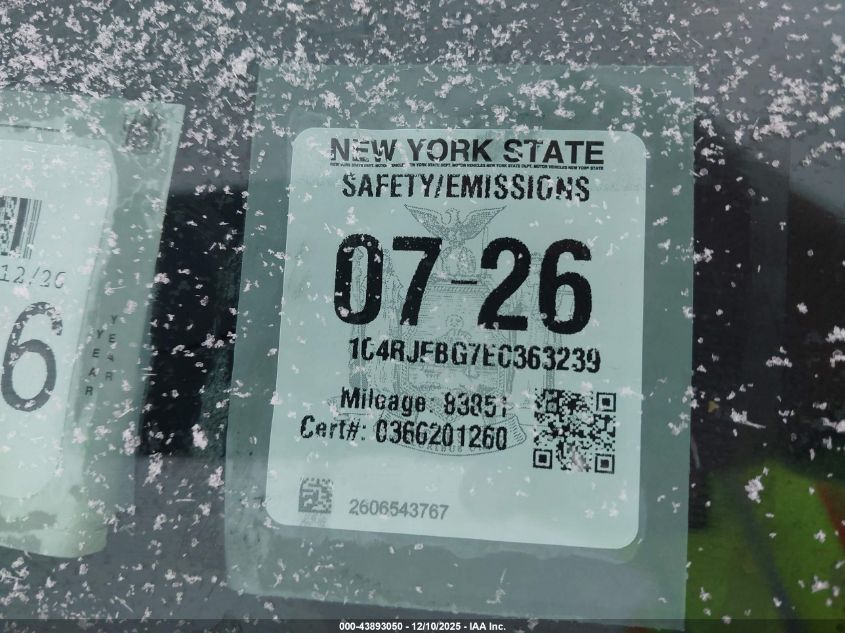 NEW YORK STATE
SAFETY/EMISSIONS
07 26
1C4RJFBG7EC363239
Mileage: 83851
Cert#: 0366201260
2606543767
12/26
6
YEAR
YEAR
000-43893050 - 12/10/2025 - IAA Inc.